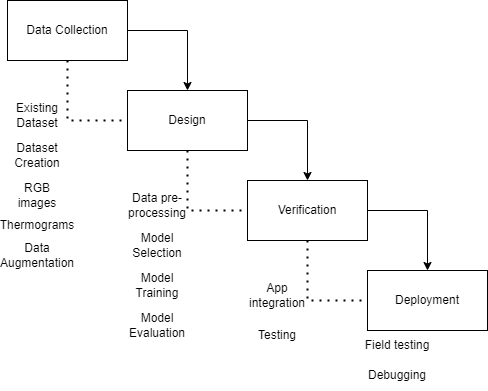 Data Collection
Existing
Dataset
Dataset
Creation
RGB
images
Thermograms
Data
Augmentation
Design
Data pre-
processing
Model
Selection
Model
Training
Model
Evaluation
Verification
App
integration
Testing
Deployment
Field testing
Debugging